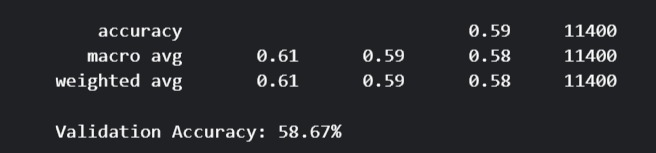 accuracy 0.59 11400
macro avg 0.61 0.59 0.58 11400
weighted avg 0.61 0.59 0.58 11400
Validation Accuracy: 58.67%